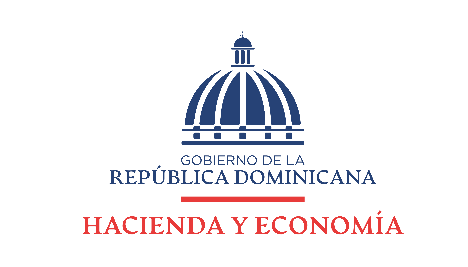 GOBIERNO DE LA
REPÚBLICA DOMINICANA
HACIENDA Y ECONOMÍA